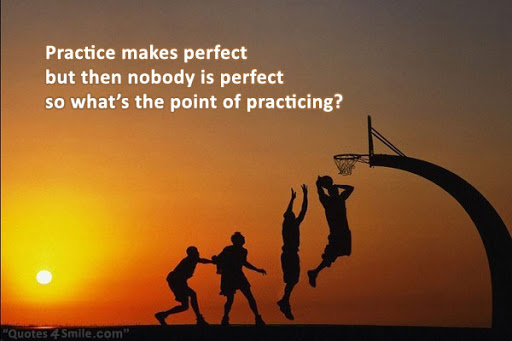 Practice makes perfect
but then nobody is perfect
so what's the point of practicing?
"Quotes4Smile.com"